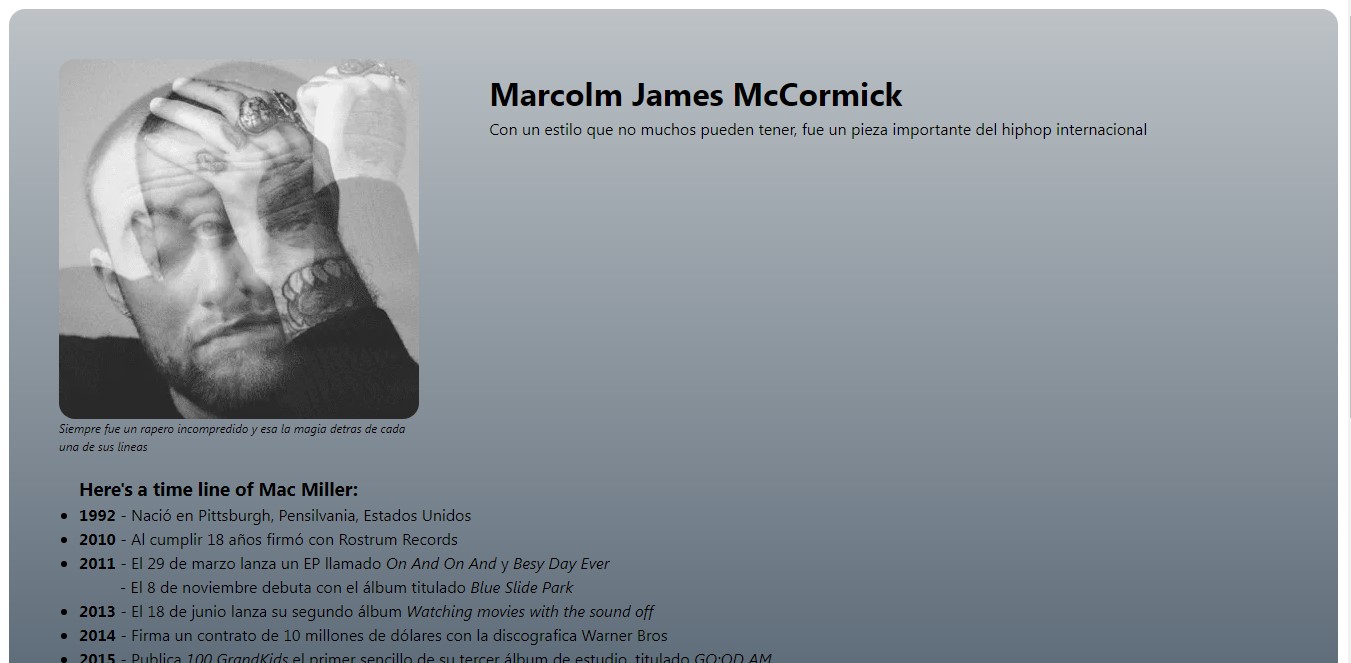 Marcolm James McCormick
Con un estilo que no muchos pueden tener, fue un pieza importante del hiphop internacional
Siempre fue un rapero incompredido y esa la magia detras de cada
una de sus lineas
Here's a time line of Mac Miller:
1992 - Nació en Pittsburgh, Pensilvania, Estados Unidos
2010 - Al cumplir 18 años firmó con Rostrum Records
2011 - El 29 de marzo lanza un EP llamado On And On And y Besy Day Ever
- El 8 de noviembre debuta con el álbum titulado Blue Slide Park
2013 - El 18 de junio lanza su segundo álbum Watching movies with the sound off
2014 - Firma un contrato de 10 millones de dólares con la discografica Warner Bros
2015 - Publica 100 GrandKids el primer sencillo de su tercer álbum de estudio, titulado GO:OD AM